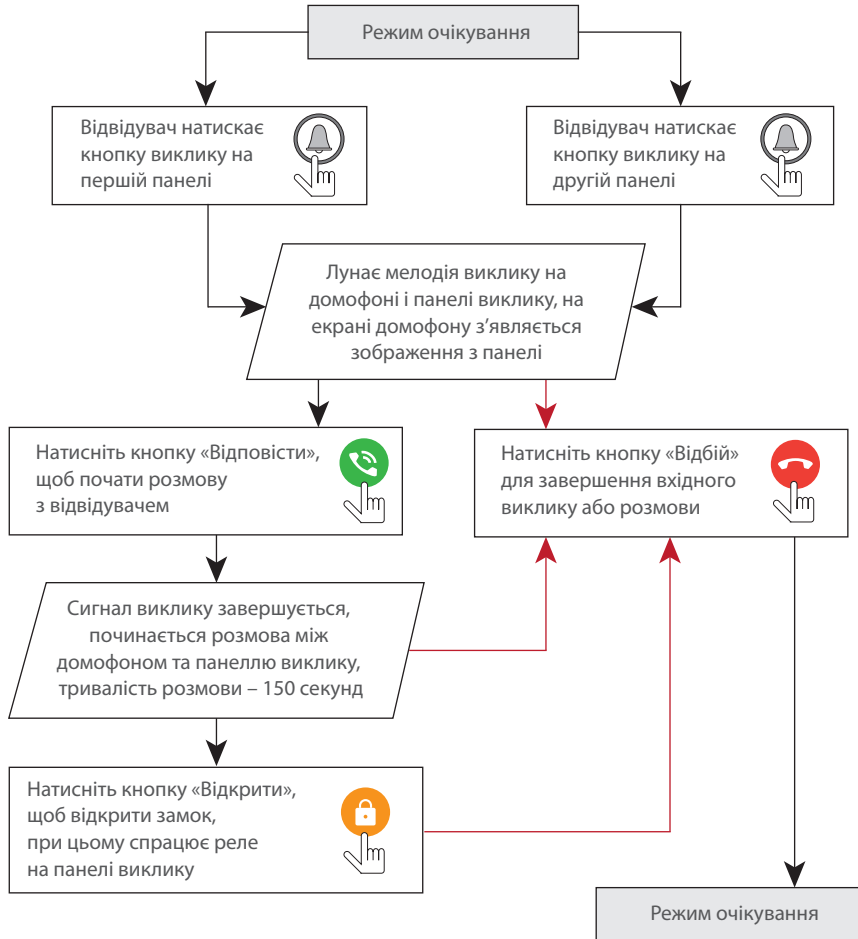 Режим очікування
Відвідувач натискає
кнопку виклику на
першій панелі
Відвідувач натискає
кнопку виклику на
другій панелі
Лунає мелодія виклику на
домофоні і панелі виклику, на
екрані домофону з’являється
зображення з панелі
Натисніть кнопку «Відповісти»,
щоб почати розмову
з відвідувачем
Натисніть кнопку «Відбій»
для завершення вхідного
виклику або розмови
Сигнал виклику завершується,
починається розмова між
домофоном та панеллю виклику,
тривалість розмови – 150 секунд
Натисніть кнопку «Відкрити»,
щоб відкрити замок,
при цьому спрацює реле
на панелі виклику
Режим очікування